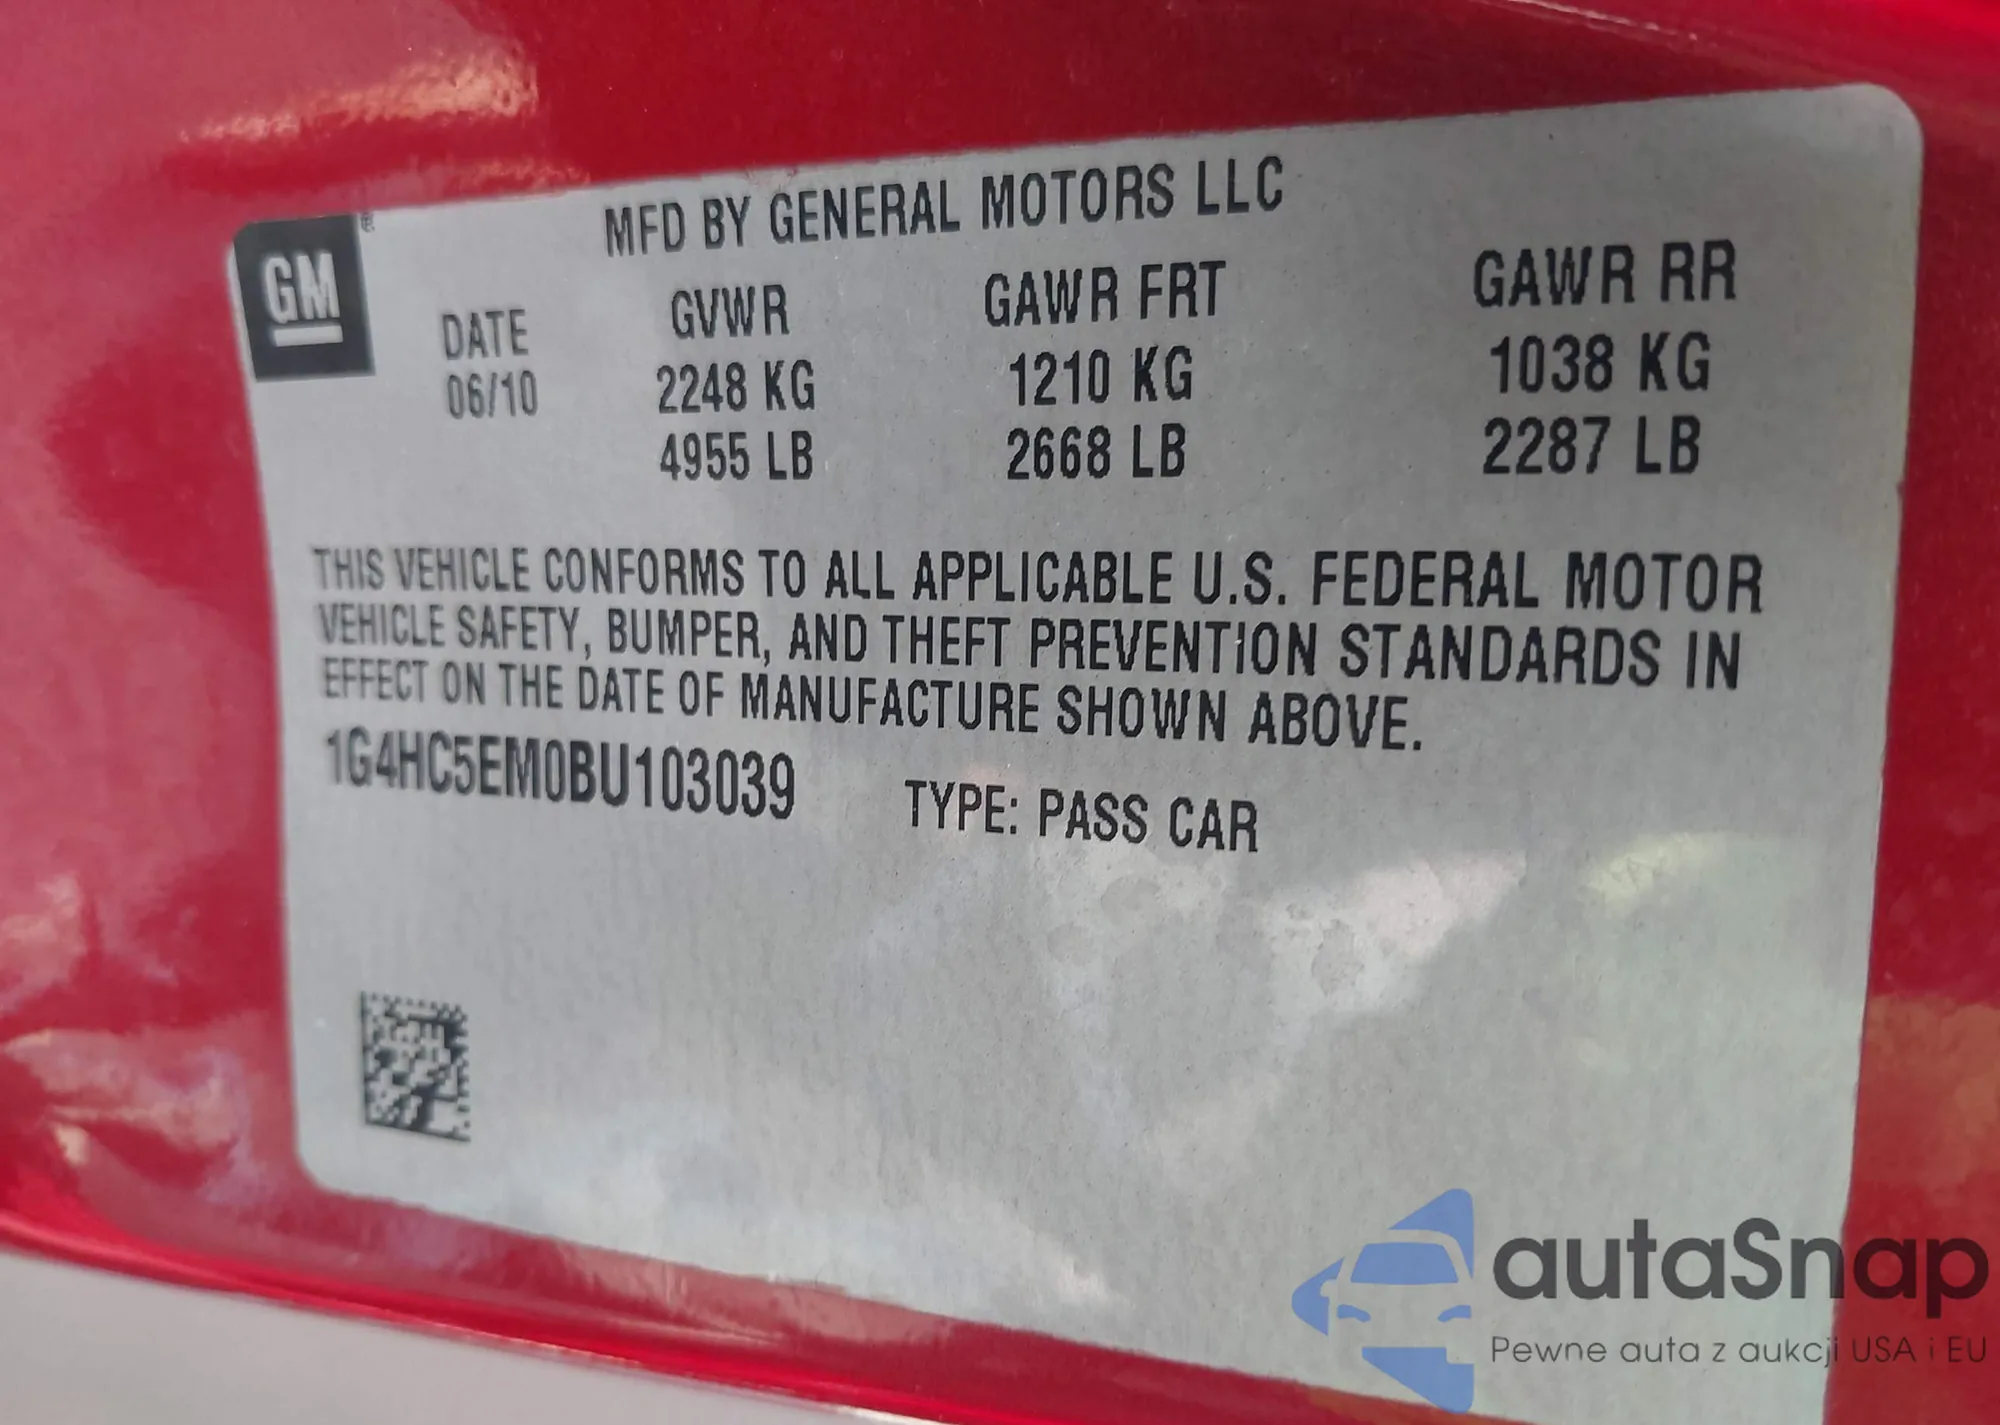 GM ®
MFD BY GENERAL MOTORS LLC
DATE GVWR GAWR FRT GAWR RR
06/10 2248 KG 1210 KG 1038 KG
4955 LB 2668 LB 2287 LB
THIS VEHICLE CONFORMS TO ALL APPLICABLE U.S. FEDERAL MOTOR
VEHICLE SAFETY, BUMPER, AND THEFT PREVENTION STANDARDS IN
EFFECT ON THE DATE OF MANUFACTURE SHOWN ABOVE.
1G4HC5EM0BU103039 TYPE: PASS CAR
autaSnap
Pewne auta z aukcji USA i EU